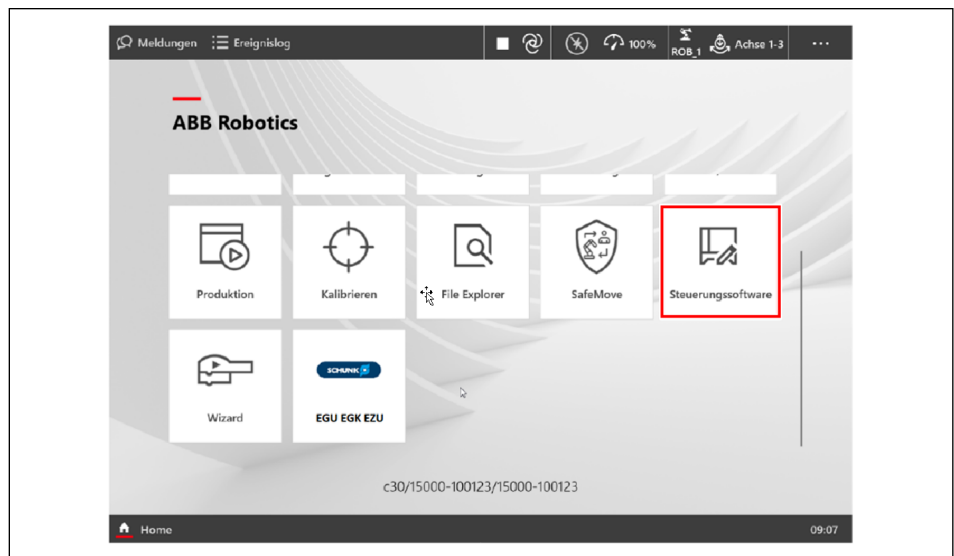 Meldungen Ereignislog 100% ROB_1 Achse 1-3 ...
ABB Robotics
Produktion Kalibrieren File Explorer SafeMove Steuerungssoftware
SCHUNK
Wizard EGU EGK EZU
c30/15000-100123/15000-100123
Home 09:07